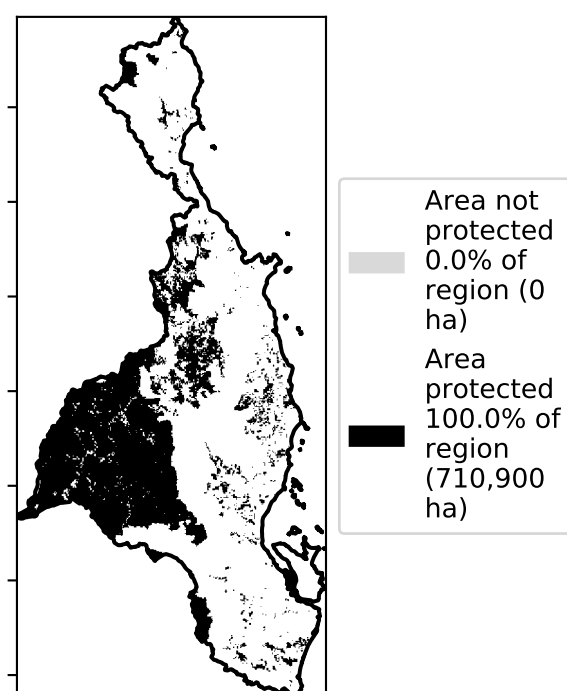 Area not
protected
0.0% of
region (0
ha)
Area
protected
100.0% of
region
(710,900
ha)